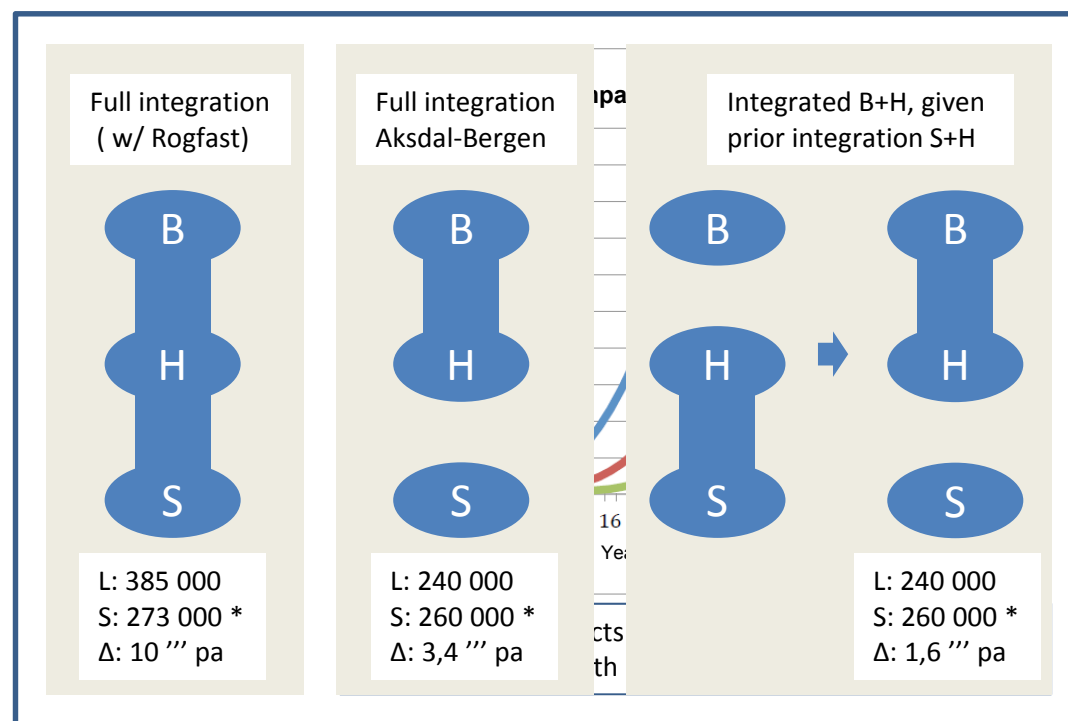 Full integration
( w/ Rogfast)
B
H
S
L: 385 000
S: 273 000 *
Δ: 10 ’’’ pa
Full integration
Aksdal-Bergen
B
H
S
L: 240 000
S: 260 000 *
Δ: 3,4 ’’’ pa
16
Integrated B+H, given
prior integration S+H
B
H
S
B
H
S
L: 240 000
S: 260 000 *
Δ: 1,6 ’’’ pa